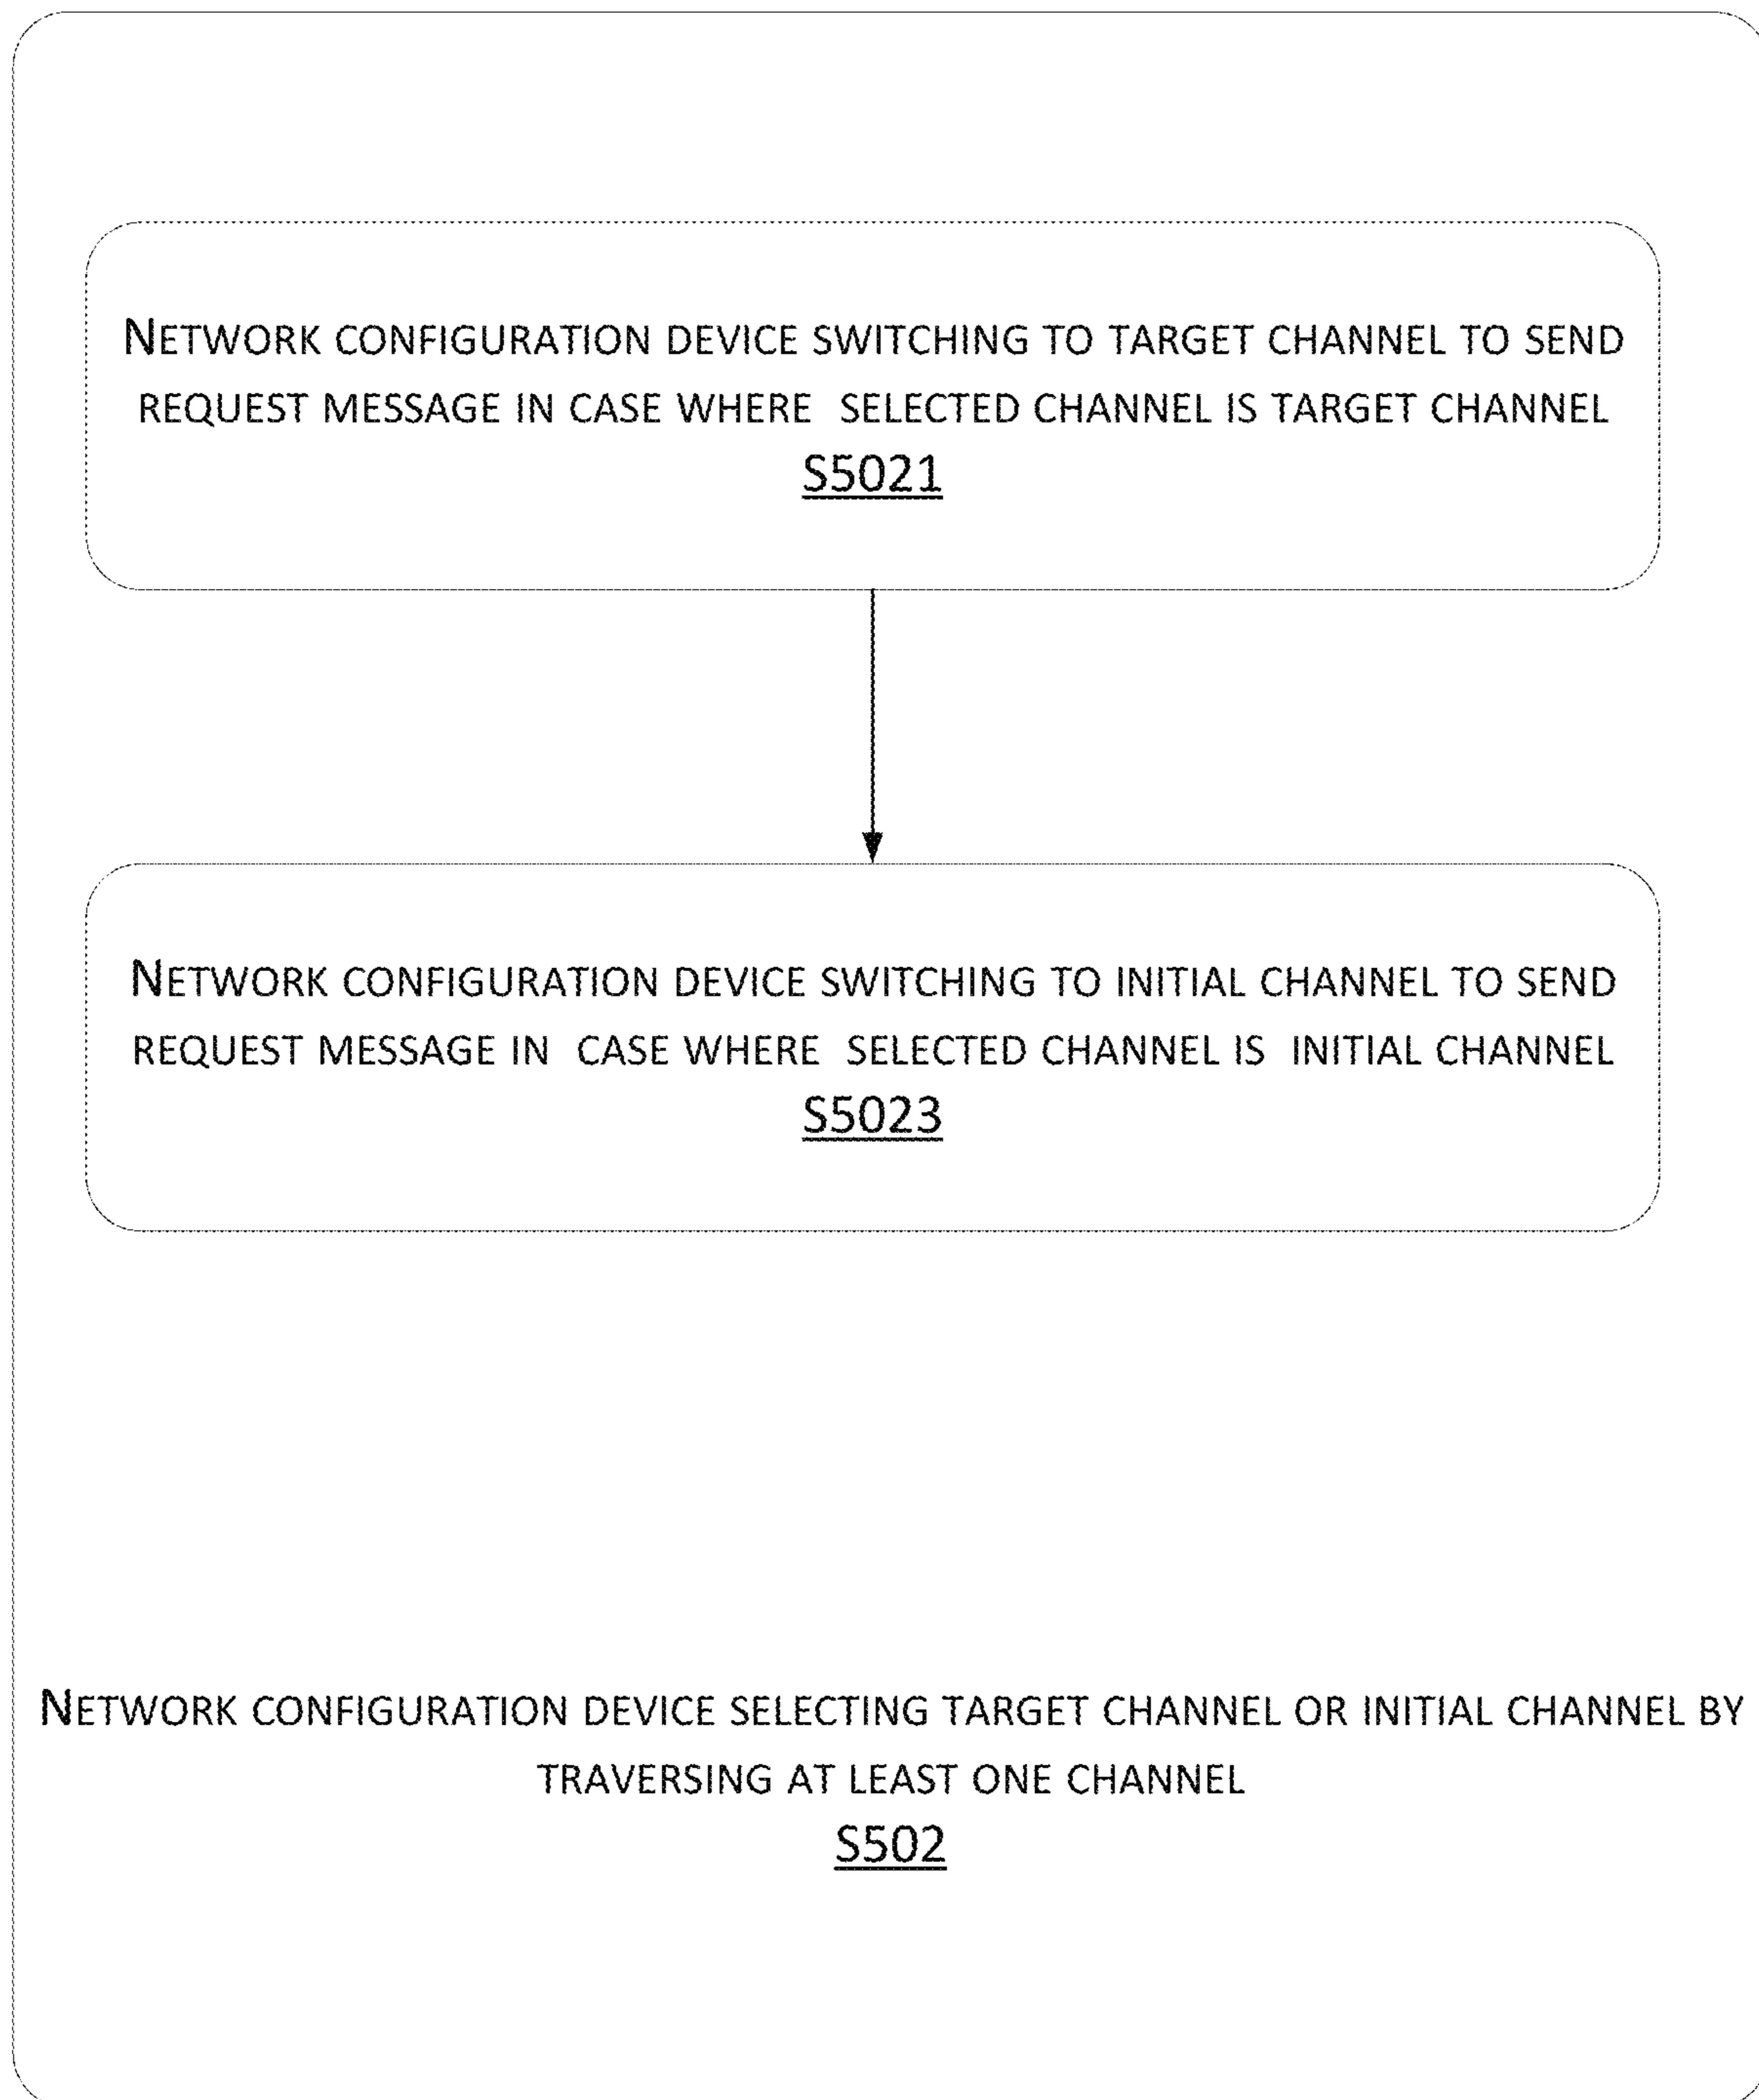 Network configuration device switching to target channel to send
request message in case where selected channel is target channel
S5021
Network configuration device switching to initial channel to send
request message in case where selected channel is initial channel
S5023
Network configuration device selecting target channel or initial channel by
traversing at least one channel
S502